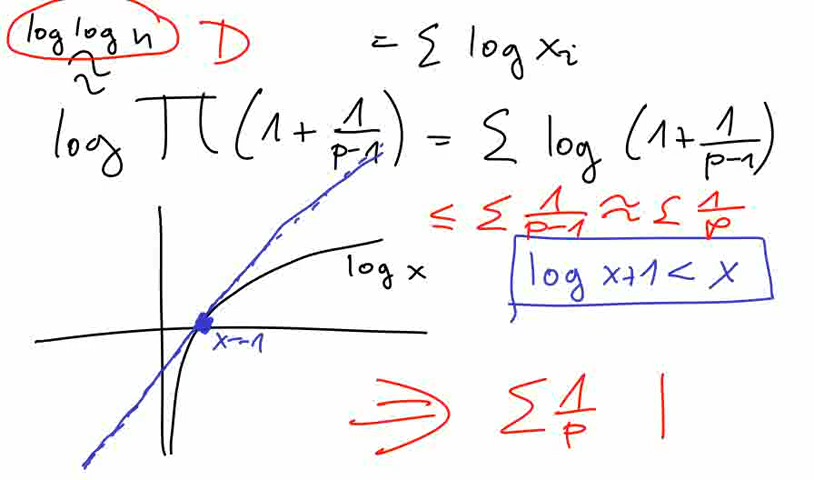 log log n D = Σ log xᵢ
≈
log ∏ (1 + 1/(p-1)) = Σ log (1 + 1/(p-1))
≤ Σ 1/(p-1) ≈ Σ 1/p
log x
log x+1 < x
x-1
⇒ Σ 1/p |